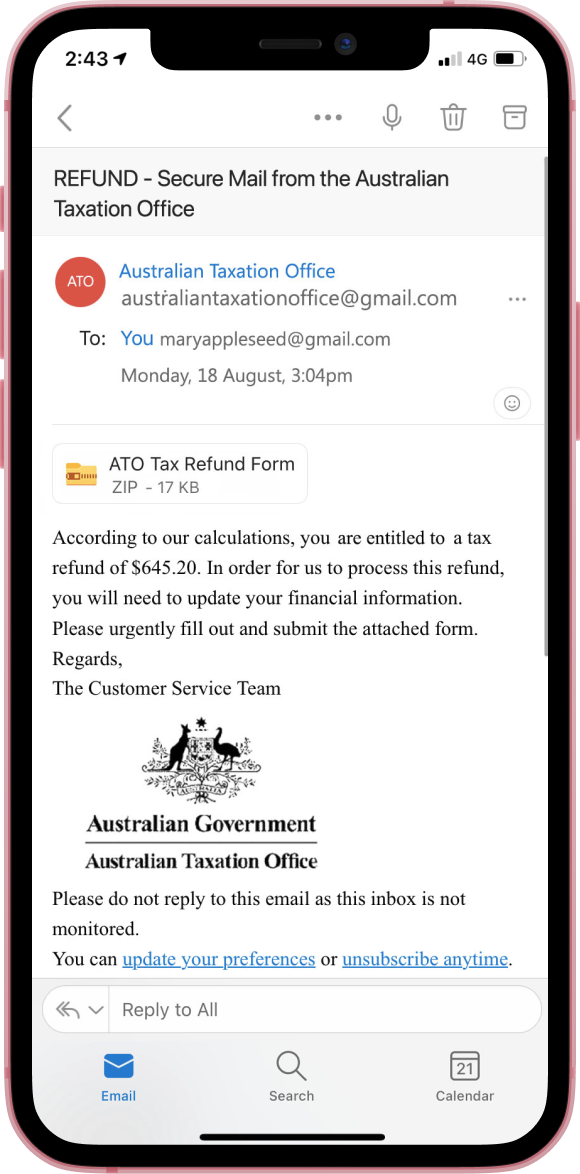 2:43
4G
REFUND - Secure Mail from the Australian
Taxation Office
ATO
Australian Taxation Office
australiantaxationoffice@gmail.com
To: You maryappleseed@gmail.com
Monday, 18 August, 3:04pm
ATO Tax Refund Form
ZIP - 17 KB
According to our calculations, you are entitled to a tax
refund of $645.20. In order for us to process this refund,
you will need to update your financial information.
Please urgently fill out and submit the attached form.
Regards,
The Customer Service Team
AUSTRALIA
Australian Government
Australian Taxation Office
Please do not reply to this email as this inbox is not
monitored.
You can update your preferences or unsubscribe anytime.
Reply to All
21
Email Search Calendar